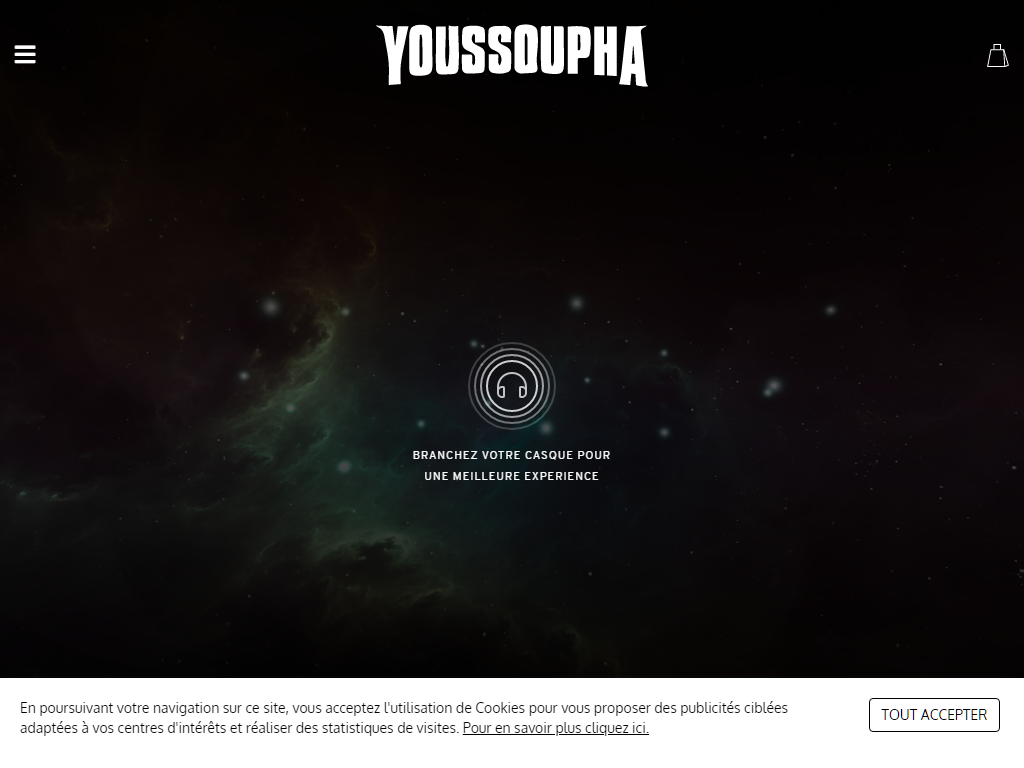 YOUSSOUPHA
BRANCHEZ VOTRE CASQUE POUR
UNE MEILLEURE EXPERIENCE
En poursuivant votre navigation sur ce site, vous acceptez l'utilisation de Cookies pour vous proposer des publicités ciblées
adaptées à vos centres d'intérêts et réaliser des statistiques de visites. Pour en savoir plus cliquez ici.
TOUT ACCEPTER